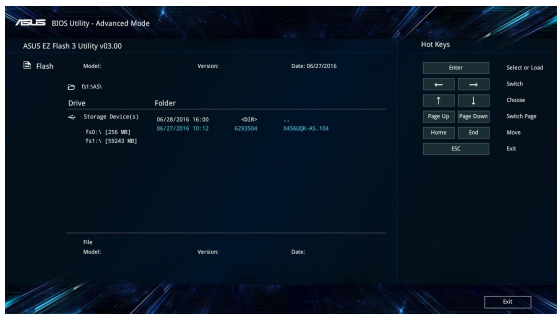 ASUS BIOS Utility - Advanced Mode
ASUS EZ Flash 3 Utility v03.00
Flash
Model: Version: Date: 06/27/2016
fs1:\AS\
Drive Folder
Storage Device(s)
fs0:\ [256 MB]
fs1:\ [59243 MB]
06/28/2016 16:00 <DIR> ..
06/27/2016 10:12 6293504 X456UQK-AS.104
File
Model: Version: Date:
Hot Keys
Enter Select or Load
← → Switch
↑ ↓ Choose
Page Up Page Down Switch Page
Home End Move
ESC Exit
Exit